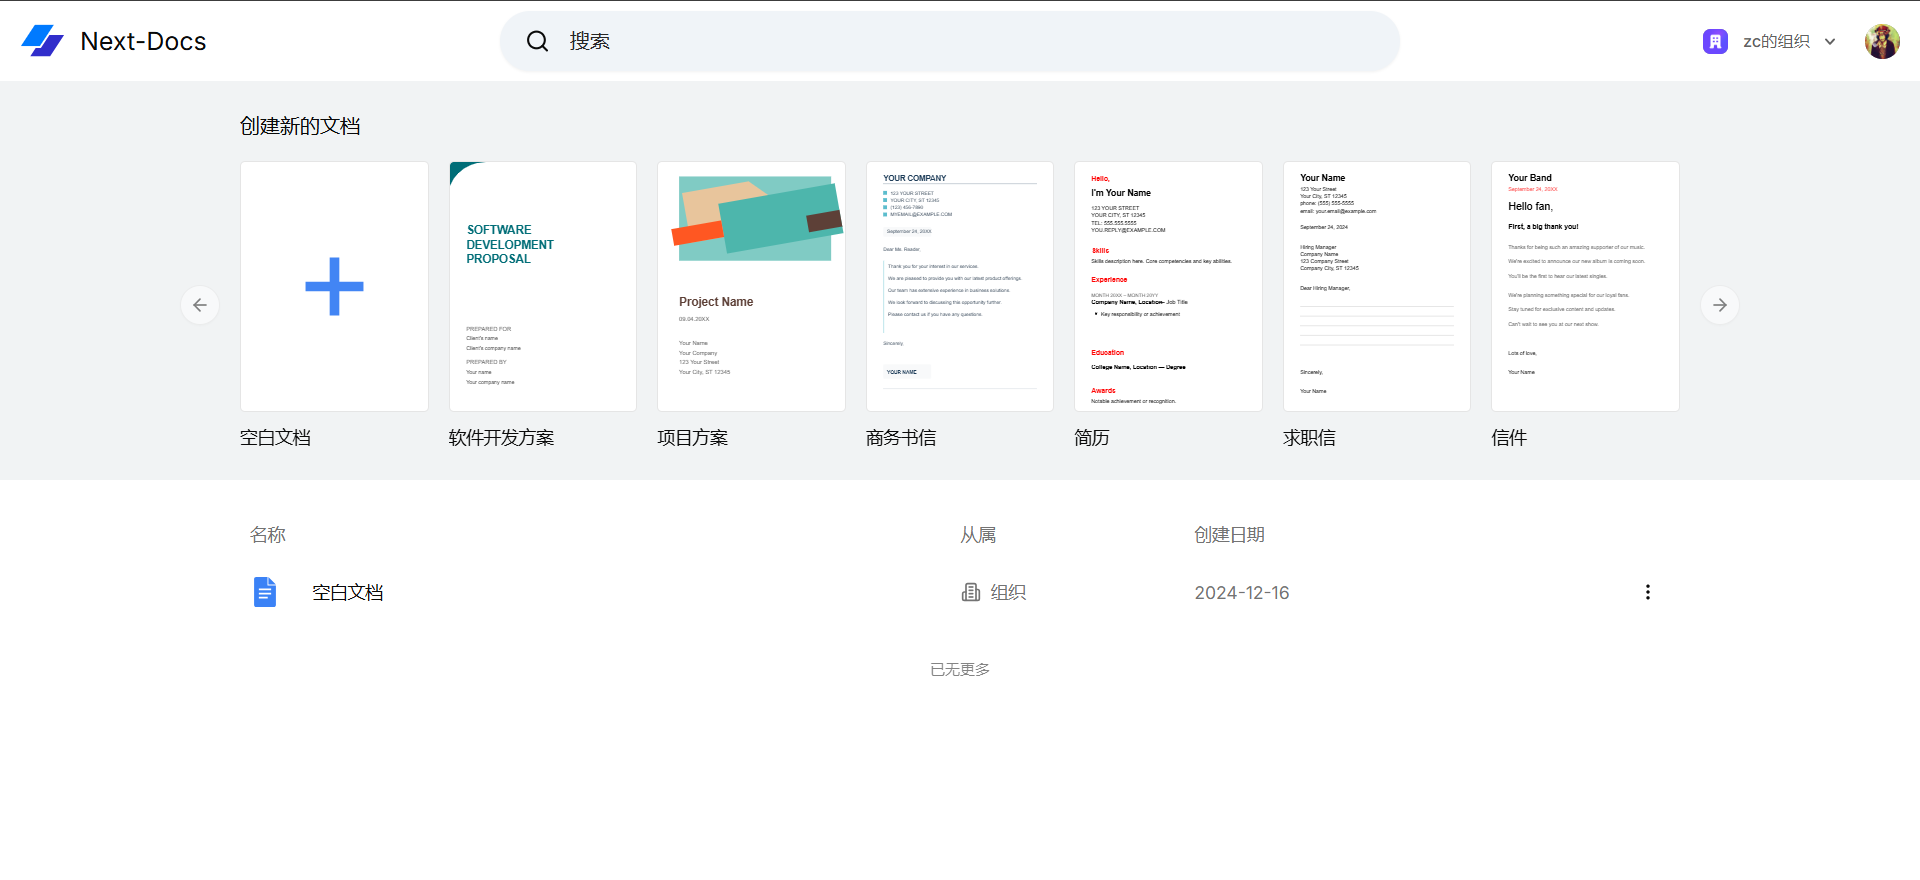 Next-Docs
搜索
zc的组织
创建新的文档
SOFTWARE
DEVELOPMENT
PROPOSAL
PREPARED FOR
Client's name
Client's company name
PREPARED BY
Your name
Your company name
Project Name
09.04.20XX
Your Name
Your Company
123 Your Street
Your City, ST 12345
YOUR COMPANY
123 YOUR STREET
YOUR CITY, ST 12345
(123) 456-7890
MYEMAIL@EXAMPLE.COM
September 24, 20XX
Dear Ms. Reader,
Thank you for your interest in our services.
We are pleased to provide you with our latest product offerings.
Our team has extensive experience in business solutions.
We look forward to discussing this opportunity further.
Please contact us if you have any questions.
Sincerely,
YOUR NAME
Hello,
I'm Your Name
123 YOUR STREET
YOUR CITY, ST 12345
TEL: 555.555.5555
YOU.REPLY@EXAMPLE.COM
Skills
Skills description here. Core competencies and key abilities.
Experience
MONTH 20XX – MONTH 20YY
Company Name, Location– Job Title
• Key responsibility or achievement
Education
College Name, Location — Degree
Awards
Notable achievement or recognition.
Your Name
123 Your Street
Your City, ST 12345
phone: (555) 555-5555
email: your.email@example.com
September 24, 2024
Hiring Manager
Company Name
123 Company Street
Company City, ST 12345
Dear Hiring Manager,
Sincerely,
Your Name
Your Band
September 24, 20XX
Hello fan,
First, a big thank you!
Thanks for being such an amazing supporter of our music.
We're excited to announce our new album is coming soon.
You'll be the first to hear our latest singles.
We're planning something special for our loyal fans.
Stay tuned for exclusive content and updates.
Can't wait to see you at our next show.
Lots of love,
Your Name
空白文档
软件开发方案
项目方案
商务书信
简历
求职信
信件
名称
从属
创建日期
空白文档
组织
2024-12-16
已无更多